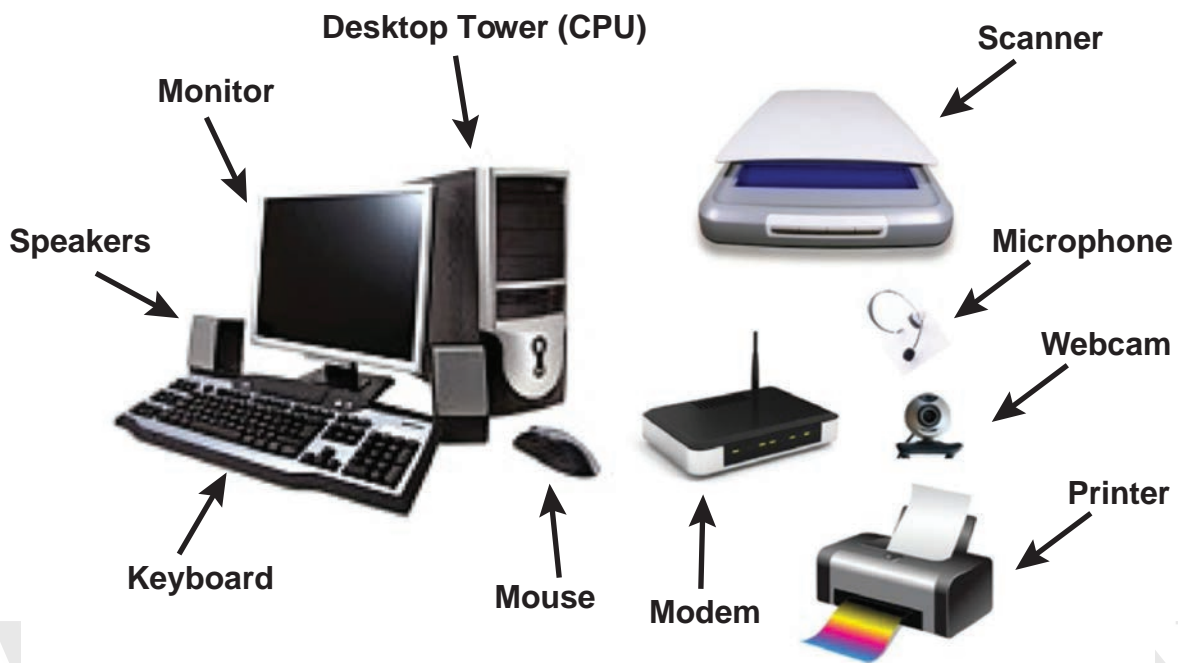 Desktop Tower (CPU)
Scanner
Monitor
Speakers
Microphone
Webcam
Printer
Keyboard
Mouse
Modem